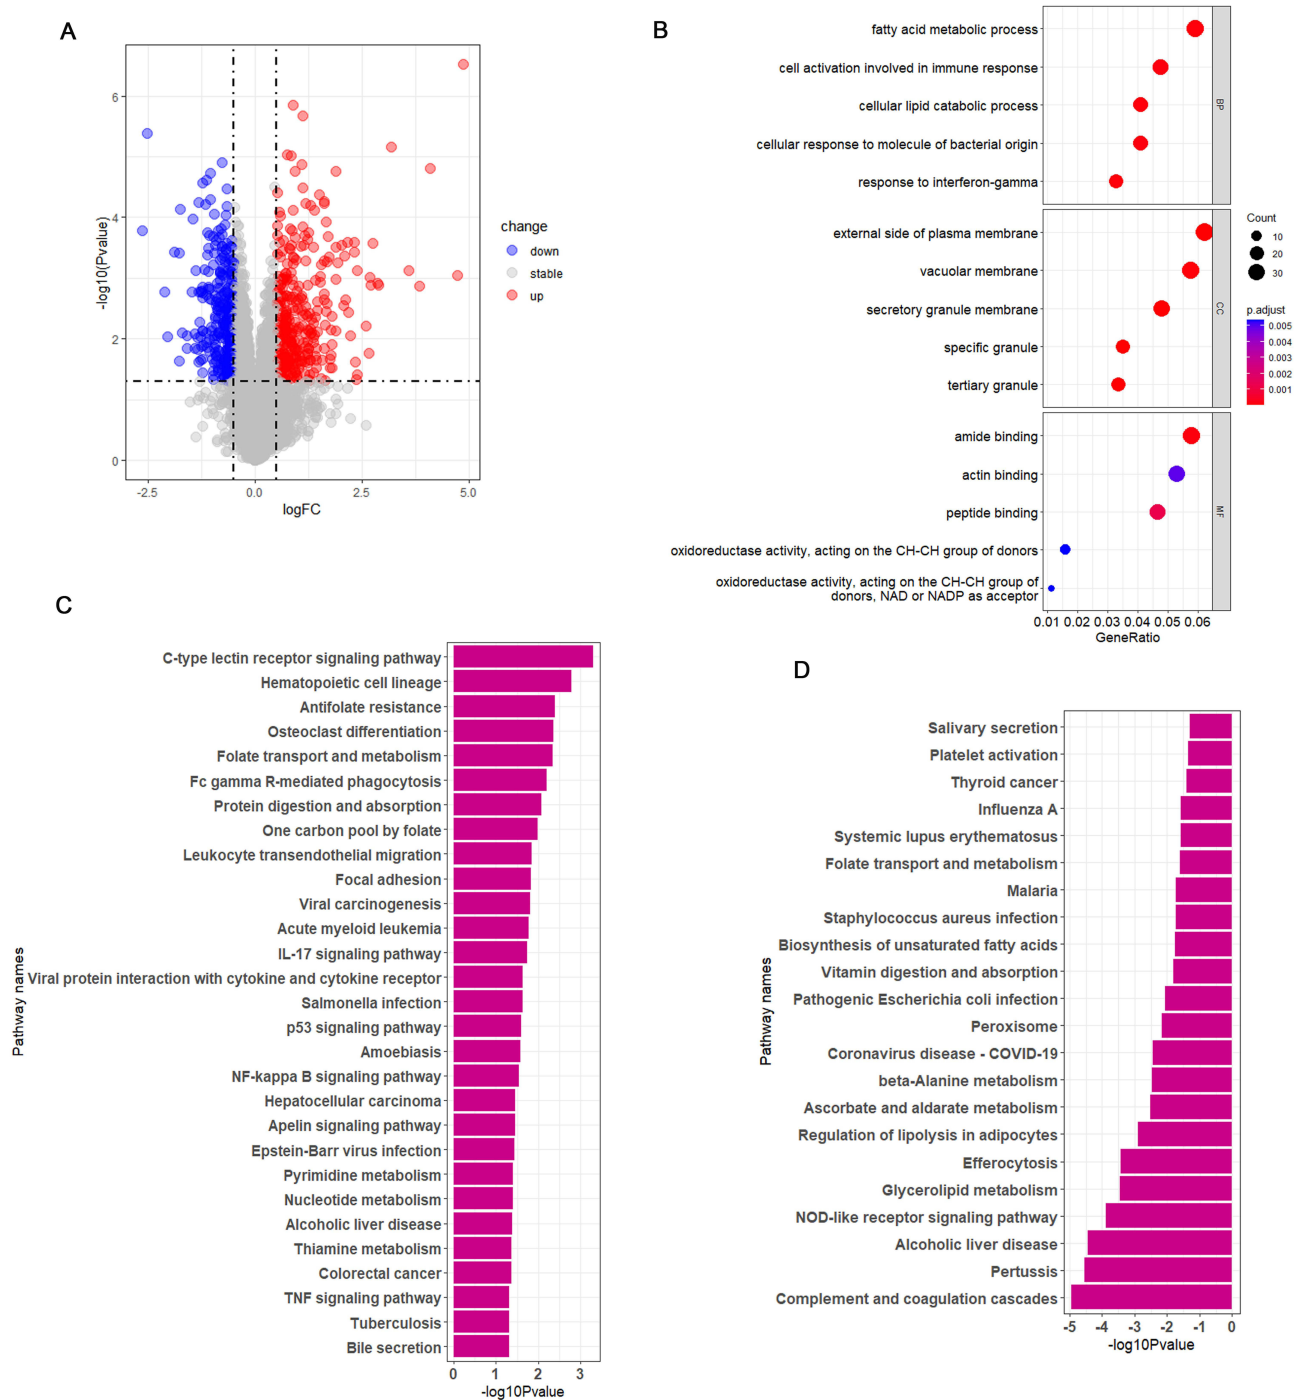 A
6
4
2
0
-2.5
0.0
2.5
5.0
-log10(Pvalue)
logFC
change
down
stable
up
B
fatty acid metabolic process
cell activation involved in immune response
cellular lipid catabolic process
cellular response to molecule of bacterial origin
response to interferon-gamma
BP
external side of plasma membrane
vacuolar membrane
secretory granule membrane
specific granule
tertiary granule
CC
amide binding
actin binding
peptide binding
oxidoreductase activity, acting on the CH-CH group of donors
oxidoreductase activity, acting on the CH-CH group of
donors, NAD or NADP as acceptor
MF
0.01 0.02 0.03 0.04 0.05 0.06
GeneRatio
Count
10
20
30
p.adjust
0.005
0.004
0.003
0.002
0.001
C
Pathway names
C-type lectin receptor signaling pathway
Hematopoietic cell lineage
Antifolate resistance
Osteoclast differentiation
Folate transport and metabolism
Fc gamma R-mediated phagocytosis
Protein digestion and absorption
One carbon pool by folate
Leukocyte transendothelial migration
Focal adhesion
Viral carcinogenesis
Acute myeloid leukemia
IL-17 signaling pathway
Viral protein interaction with cytokine and cytokine receptor
Salmonella infection
p53 signaling pathway
Amoebiasis
NF-kappa B signaling pathway
Hepatocellular carcinoma
Apelin signaling pathway
Epstein-Barr virus infection
Pyrimidine metabolism
Nucleotide metabolism
Alcoholic liver disease
Thiamine metabolism
Colorectal cancer
TNF signaling pathway
Tuberculosis
Bile secretion
0 1 2 3
-log10Pvalue
D
Pathway names
Salivary secretion
Platelet activation
Thyroid cancer
Influenza A
Systemic lupus erythematosus
Folate transport and metabolism
Malaria
Staphylococcus aureus infection
Biosynthesis of unsaturated fatty acids
Vitamin digestion and absorption
Pathogenic Escherichia coli infection
Peroxisome
Coronavirus disease - COVID-19
beta-Alanine metabolism
Ascorbate and aldarate metabolism
Regulation of lipolysis in adipocytes
Efferocytosis
Glycerolipid metabolism
NOD-like receptor signaling pathway
Alcoholic liver disease
Pertussis
Complement and coagulation cascades
-5 -4 -3 -2 -1 0
-log10Pvalue